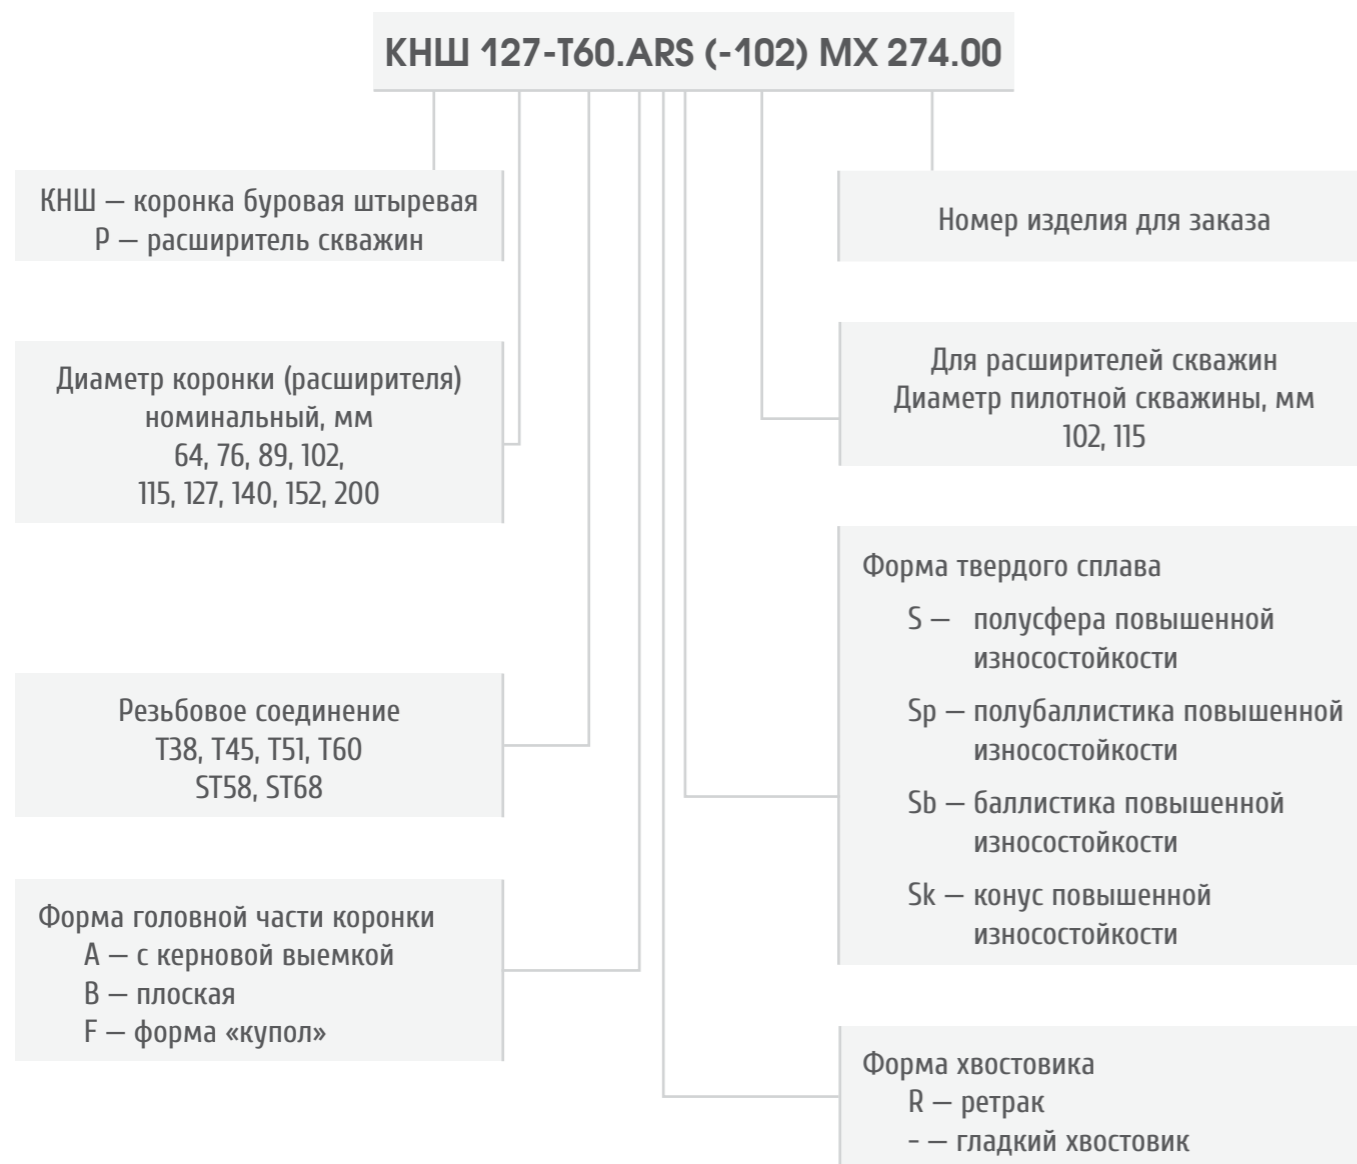 КНШ 127-Т60.ARS (-102) МХ 274.00
КНШ — коронка буровая штыревая
Р — расширитель скважин
Диаметр коронки (расширителя)
номинальный, мм
64, 76, 89, 102,
115, 127, 140, 152, 200
Резьбовое соединение
Т38, Т45, Т51, Т60
ST58, ST68
Форма головной части коронки
А — с керновой выемкой
В — плоская
F — форма «купол»
Номер изделия для заказа
Для расширителей скважин
Диаметр пилотной скважины, мм
102, 115
Форма твердого сплава
S — полусфера повышенной
износостойкости
Sp — полубаллистика повышенной
износостойкости
Sb — баллистика повышенной
износостойкости
Sk — конус повышенной
износостойкости
Форма хвостовика
R — ретрак
- — гладкий хвостовик